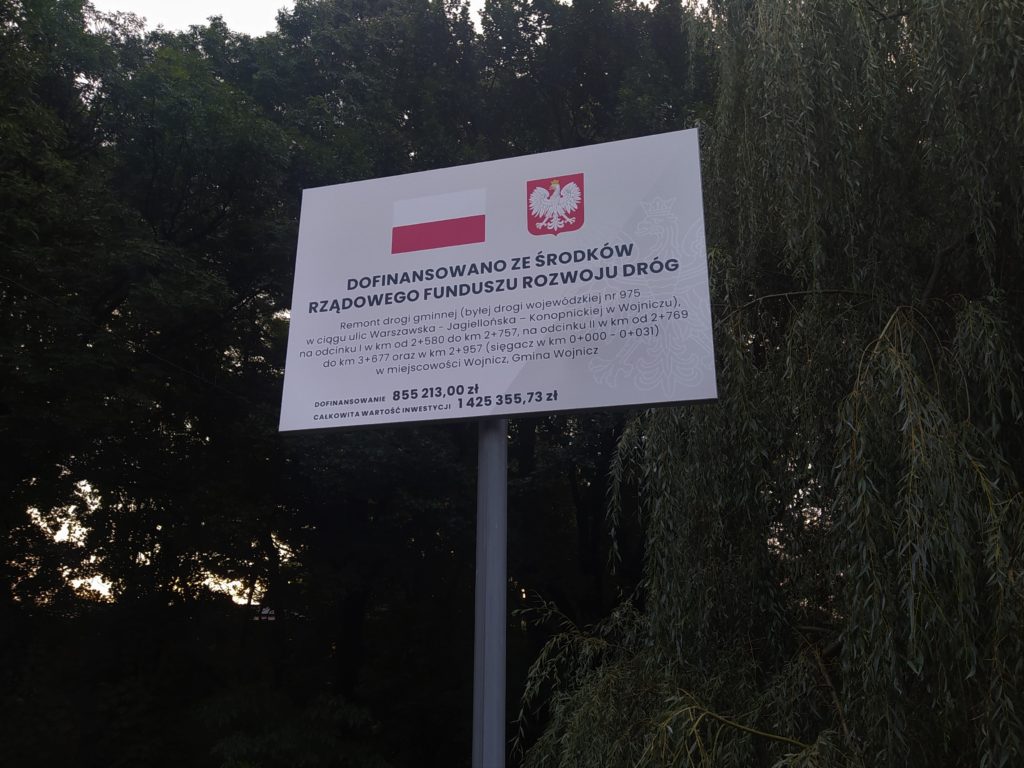 DOFINANSOWANO ZE ŚRODKÓW
RZĄDOWEGO FUNDUSZU ROZWOJU DRÓG
Remont drogi gminnej (byłej drogi wojewódzkiej nr 975
w ciągu ulic Warszawska - Jagiellońska – Konopnickiej w Wojniczu),
na odcinku I w km od 2+580 do km 2+757, na odcinku II w km od 2+769
do km 3+677 oraz w km 2+957 (sięgacz w km 0+000 - 0+031)
w miejscowości Wojnicz, Gmina Wojnicz
DOFINANSOWANIE 855 213,00 zł
CAŁKOWITA WARTOŚĆ INWESTYCJI 1 425 355,73 zł